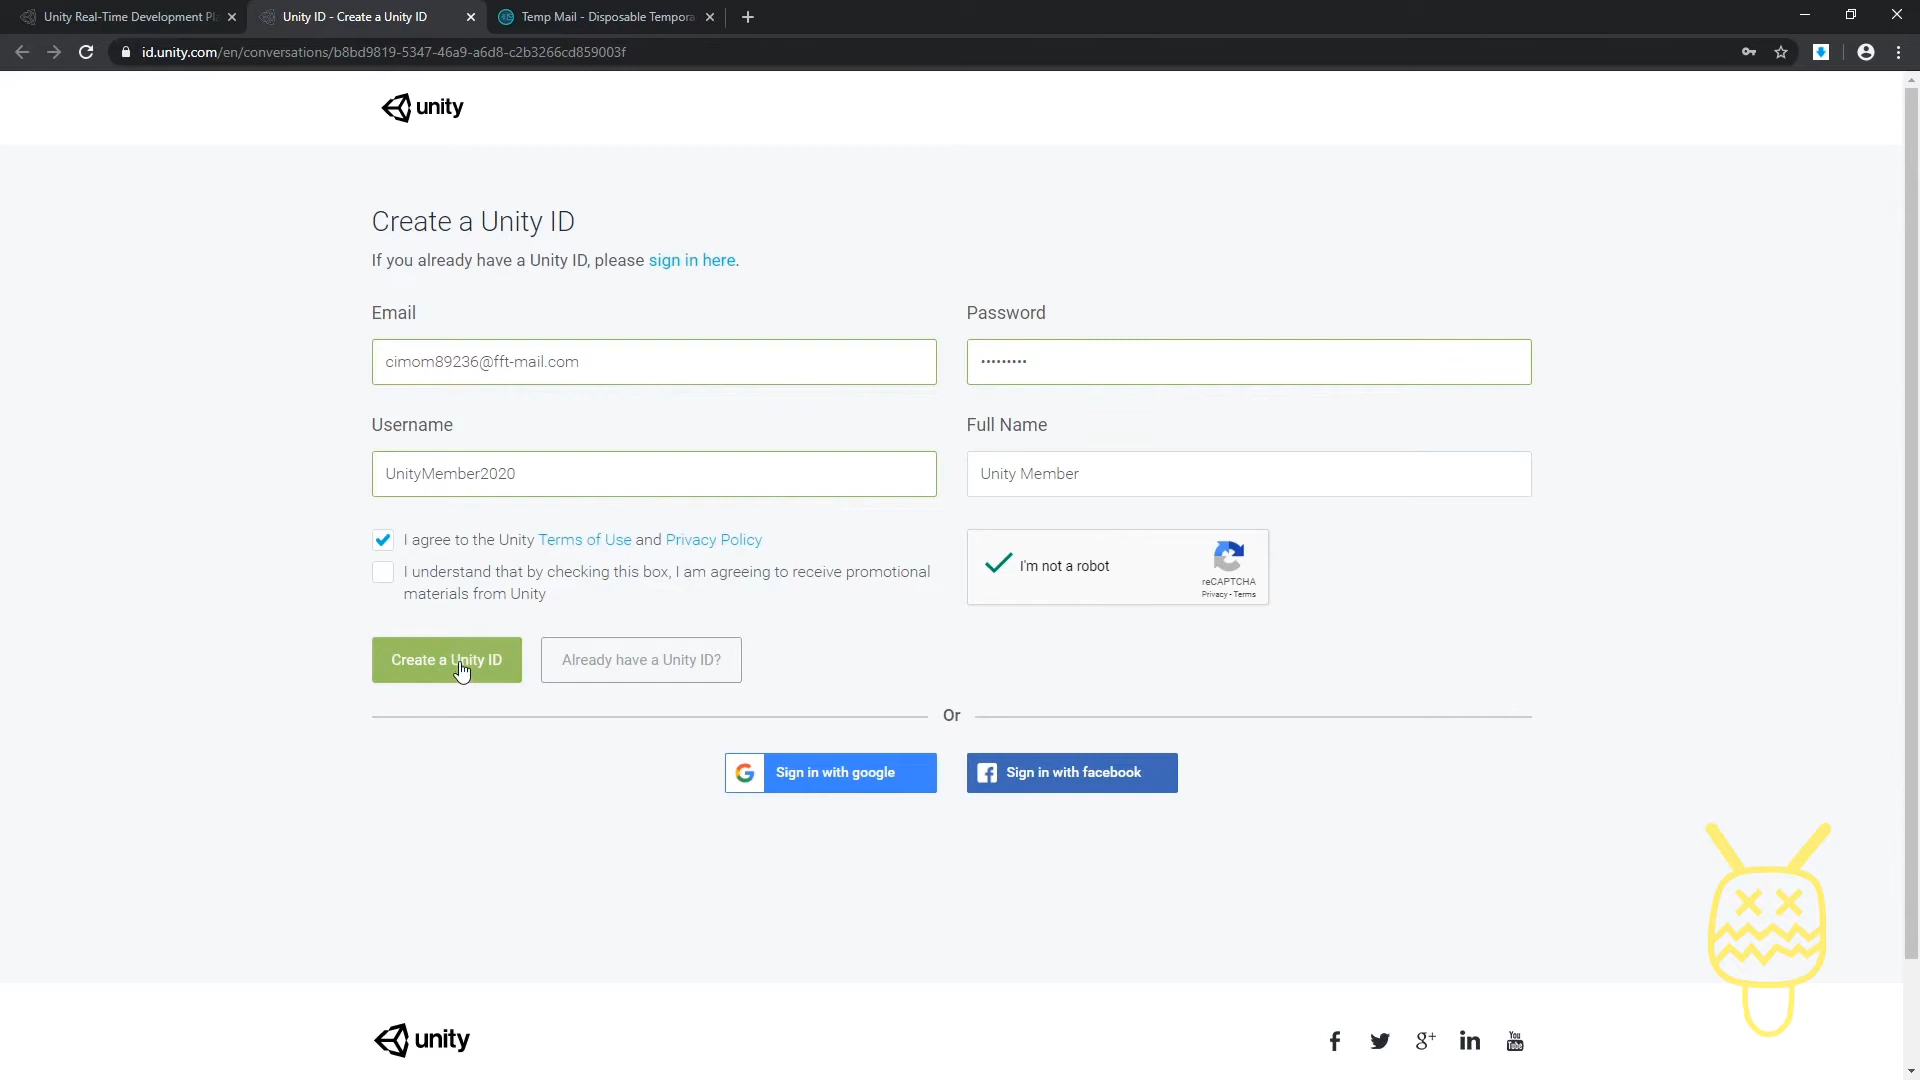 Unity Real-Time Development Pl
Unity ID - Create a Unity ID
Temp Mail - Disposable Tempora
id.unity.com/en/conversations/b8bd9819-5347-46a9-a6d8-c2b3266cd859003f
unity
Create a Unity ID
If you already have a Unity ID, please sign in here.
Email
Password
cimom89236@fft-mail.com
•••••••••
Username
Full Name
UnityMember2020
Unity Member
I agree to the Unity Terms of Use and Privacy Policy
I understand that by checking this box, I am agreeing to receive promotional
materials from Unity
I'm not a robot
reCAPTCHA
Privacy - Terms
Create a Unity ID
Already have a Unity ID?
Or
Sign in with google
Sign in with facebook
unity
You
Tube